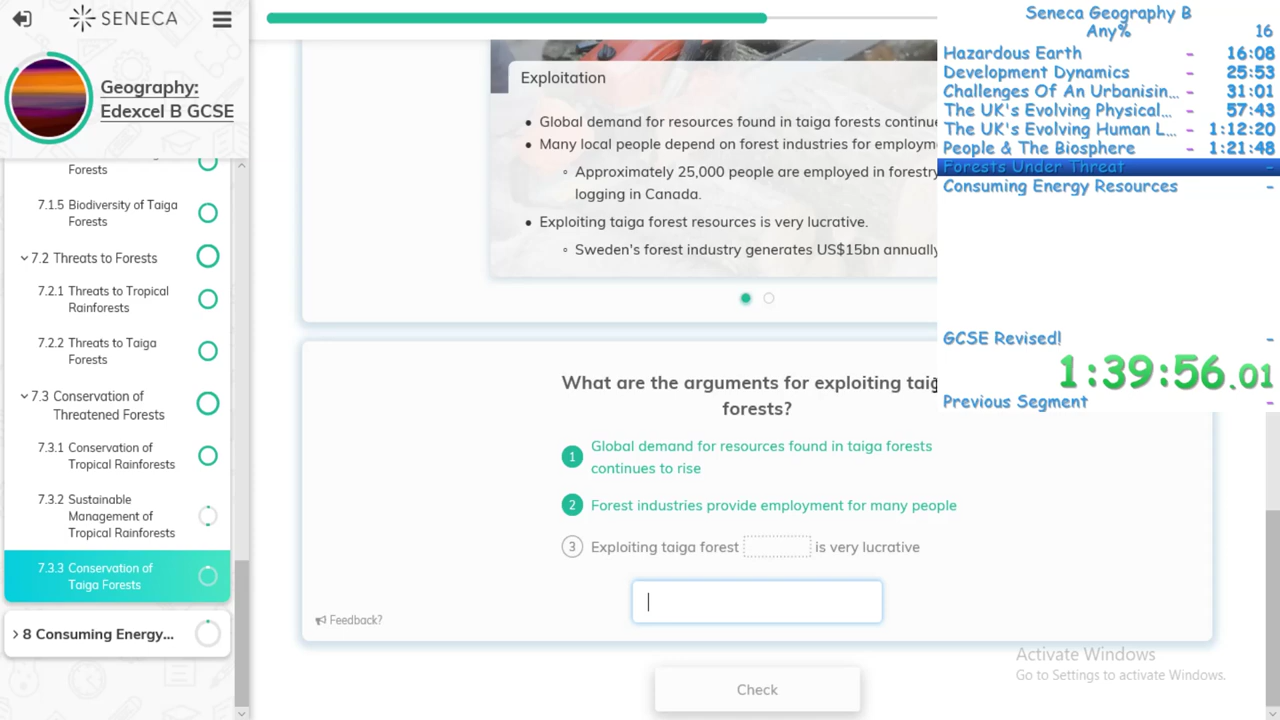 SENECA
Geography:
Edexcel B GCSE
Forests
7.1.5 Biodiversity of Taiga
Forests
7.2 Threats to Forests
7.2.1 Threats to Tropical
Rainforests
7.2.2 Threats to Taiga
Forests
7.3 Conservation of
Threatened Forests
7.3.1 Conservation of
Tropical Rainforests
7.3.2 Sustainable
Management of
Tropical Rainforests
7.3.3 Conservation of
Taiga Forests
8 Consuming Energy...
Exploitation
• Global demand for resources found in taiga forests continue
• Many local people depend on forest industries for employm
◦ Approximately 25,000 people are employed in forestry
logging in Canada.
• Exploiting taiga forest resources is very lucrative.
◦ Sweden's forest industry generates US$15bn annually
What are the arguments for exploiting taig
forests?
1 Global demand for resources found in taiga forests
continues to rise
2 Forest industries provide employment for many people
3 Exploiting taiga forest is very lucrative
Feedback?
Check
Seneca Geography B
Any% 16
Hazardous Earth - 16:08
Development Dynamics - 25:53
Challenges Of An Urbanisin... - 31:01
The UK's Evolving Physical... - 57:43
The UK's Evolving Human L... - 1:12:20
People & The Biosphere - 1:21:48
Forests Under Threat -
Consuming Energy Resources -
GCSE Revised! -
1:39:56.01
Previous Segment -
Activate Windows
Go to Settings to activate Windows.